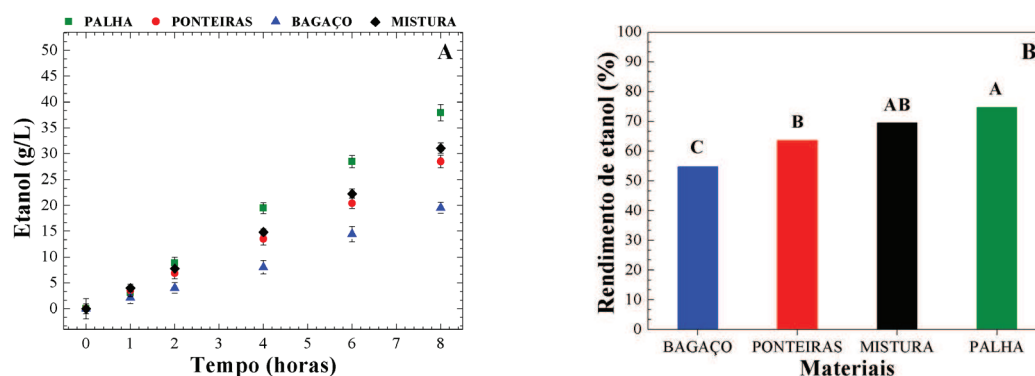 PALHA PONTEIRAS BAGAÇO MISTURA
A
Etanol (g/L)
50
45
40
35
30
25
20
15
10
5
0
0 1 2 3 4 5 6 7 8
Tempo (horas)
B
Rendimento de etanol (%)
100
90
80
70
60
50
40
30
20
10
0
C B AB A
BAGAÇO PONTEIRAS MISTURA PALHA
Materiais